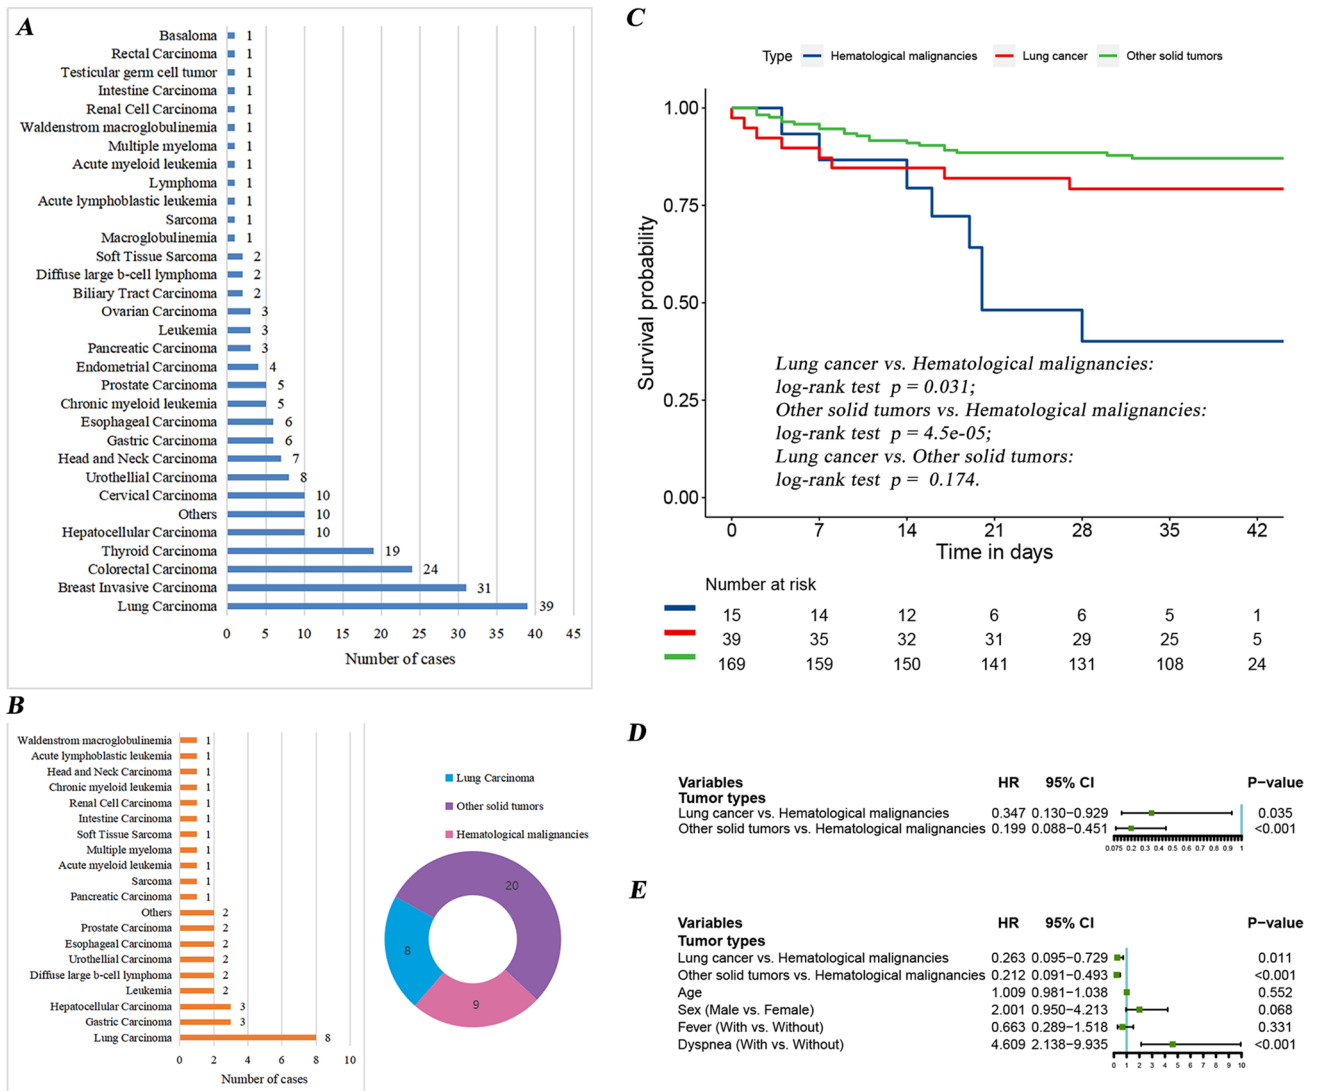 A
Basaloma 1
Rectal Carcinoma 1
Testicular germ cell tumor 1
Intestine Carcinoma 1
Renal Cell Carcinoma 1
Waldenstrom macroglobulinemia 1
Multiple myeloma 1
Acute myeloid leukemia 1
Lymphoma 1
Acute lymphoblastic leukemia 1
Sarcoma 1
Macroglobulinemia 1
Soft Tissue Sarcoma 2
Diffuse large b-cell lymphoma 2
Biliary Tract Carcinoma 2
Ovarian Carcinoma 3
Leukemia 3
Pancreatic Carcinoma 3
Endometrial Carcinoma 4
Prostate Carcinoma 5
Chronic myeloid leukemia 5
Esophageal Carcinoma 6
Gastric Carcinoma 6
Head and Neck Carcinoma 7
Urothellial Carcinoma 8
Cervical Carcinoma 10
Others 10
Hepatocellular Carcinoma 10
Thyroid Carcinoma 19
Colorectal Carcinoma 24
Breast Invasive Carcinoma 31
Lung Carcinoma 39
0 5 10 15 20 25 30 35 40 45
Number of cases
B
Waldenstrom macroglobulinemia 1
Acute lymphoblastic leukemia 1
Head and Neck Carcinoma 1
Chronic myeloid leukemia 1
Renal Cell Carcinoma 1
Intestine Carcinoma 1
Soft Tissue Sarcoma 1
Multiple myeloma 1
Acute myeloid leukemia 1
Sarcoma 1
Pancreatic Carcinoma 1
Others 2
Prostate Carcinoma 2
Esophageal Carcinoma 2
Urothellial Carcinoma 2
Diffuse large b-cell lymphoma 2
Leukemia 2
Hepatocellular Carcinoma 3
Gastric Carcinoma 3
Lung Carcinoma 8
0 2 4 6 8 10
Number of cases
Lung Carcinoma
Other solid tumors
Hematological malignancies
20
8
9
C
Type Hematological malignancies Lung cancer Other solid tumors
1.00
0.75
0.50
0.25
0.00
Survival probability
Lung cancer vs. Hematological malignancies:
log-rank test p = 0.031;
Other solid tumors vs. Hematological malignancies:
log-rank test p = 4.5e-05;
Lung cancer vs. Other solid tumors:
log-rank test p = 0.174.
0 7 14 21 28 35 42
Time in days
Number at risk
15 14 12 6 6 5 1
39 35 32 31 29 25 5
169 159 150 141 131 108 24
D
Variables HR 95% CI P−value
Tumor types
Lung cancer vs. Hematological malignancies 0.347 0.130−0.929 0.035
Other solid tumors vs. Hematological malignancies 0.199 0.088−0.451 <0.001
0.075 0.2 0.3 0.4 0.5 0.6 0.7 0.8 0.9 1
E
Variables HR 95% CI P−value
Tumor types
Lung cancer vs. Hematological malignancies 0.263 0.095−0.729 0.011
Other solid tumors vs. Hematological malignancies 0.212 0.091−0.493 <0.001
Age 1.009 0.981−1.038 0.552
Sex (Male vs. Female) 2.001 0.950−4.213 0.068
Fever (With vs. Without) 0.663 0.289−1.518 0.331
Dyspnea (With vs. Without) 4.609 2.138−9.935 <0.001
0 1 2 3 4 5 6 7 8 9 10